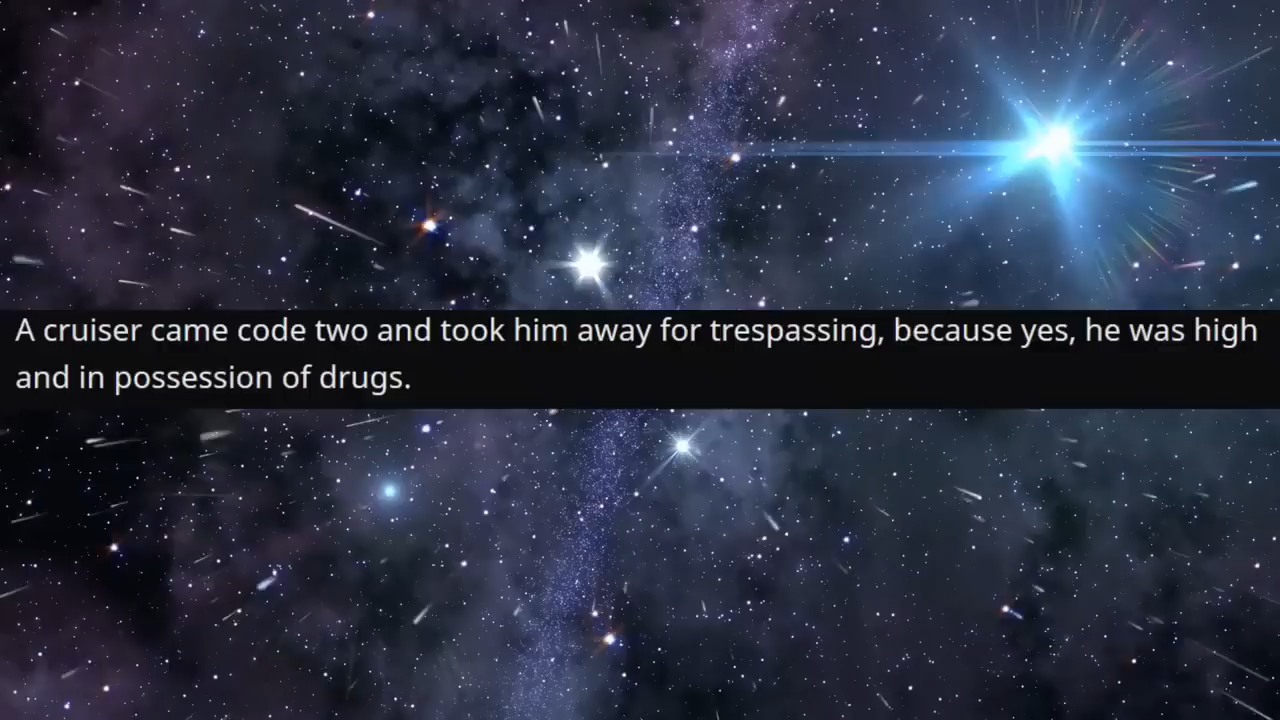 A cruiser came code two and took him away for trespassing, because yes, he was high
and in possession of drugs.